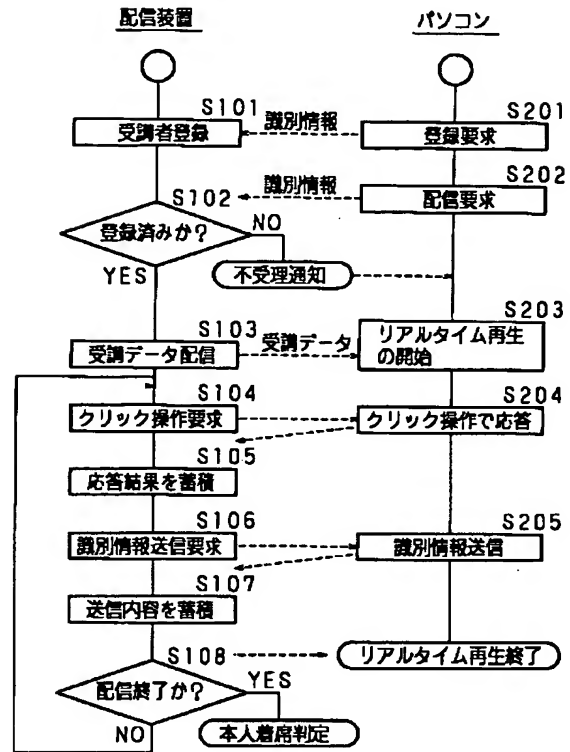 配信装置
パソコン
S101
受講者登録
識別情報
S201
登録要求
S202
配信要求
識別情報
S102
登録済みか?
NO
YES
不受理通知
S203
リアルタイム再生
の開始
S103
受講データ配信
受講データ
S104
クリック操作要求
S204
クリック操作で応答
S105
応答結果を蓄積
S106
識別情報送信要求
S205
識別情報送信
S107
送信内容を蓄積
S108
リアルタイム再生終了
配信終了か?
YES
NO
本人着席判定